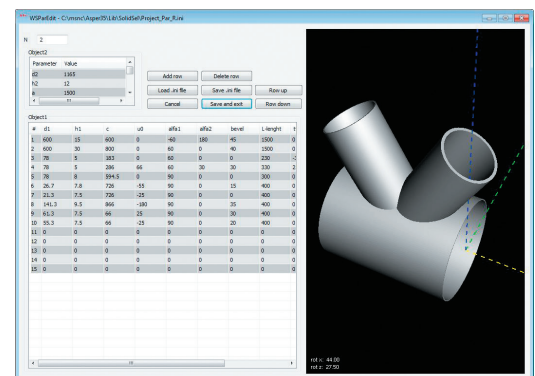 WSParEdit - C:\msnc\Asper35\Lib\SolidSel\Project_Par_R.ini
N 2
Object2
Parameter Value
d2 1165
h2 12
a 1500
Add row Delete row
Load .ini file Save .ini file Row up
Cancel Save and exit Row down
Object1
# d1 h1 c u0 alfa1 alfa2 bevel L-lenght
1 600 15 600 0 -60 180 45 1500 0
2 600 30 800 0 60 0 40 1500 0
3 78 5 183 0 60 0 0 230
4 78 5 286 66 60 30 30 330 2
5 78 8 594.5 0 90 0 0 300 0
6 26.7 7.8 726 -55 90 0 15 400 0
7 21.3 7.5 726 -25 90 0 0 400 0
8 141.3 9.5 866 -180 90 0 35 400 0
9 61.3 7.5 66 25 90 0 30 400 0
10 55.3 7.5 66 -25 90 0 20 400 0
11 0 0 0 0 0 0 0 0 0
12 0 0 0 0 0 0 0 0 0
13 0 0 0 0 0 0 0 0 0
14 0 0 0 0 0 0 0 0 0
15 0 0 0 0 0 0 0 0 0
rot x: 44.00
rot z: 27.50